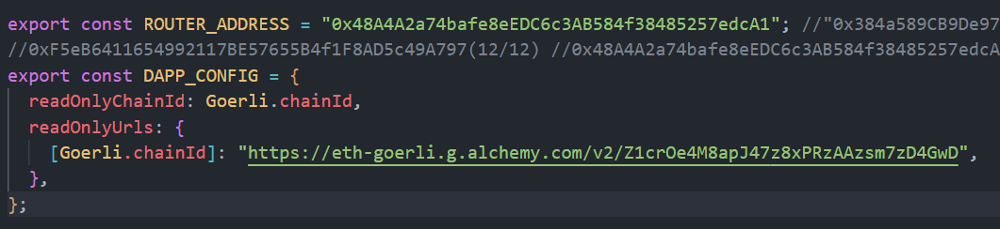 export const ROUTER_ADDRESS = "0x48A4A2a74bafe8eEDC6c3AB584f38485257edcA1"; //"0x384a589CB9De97
//0xF5eB6411654992117BE57655B4f1F8AD5c49A797(12/12) //0x48A4A2a74bafe8eEDC6c3AB584f38485257edcA
export const DAPP_CONFIG = {
  readOnlyChainId: Goerli.chainId,
  readOnlyUrls: {
    [Goerli.chainId]: "https://eth-goerli.g.alchemy.com/v2/Z1crOe4M8apJ47z8xPRzAAzsm7zD4GwD",
  },
};